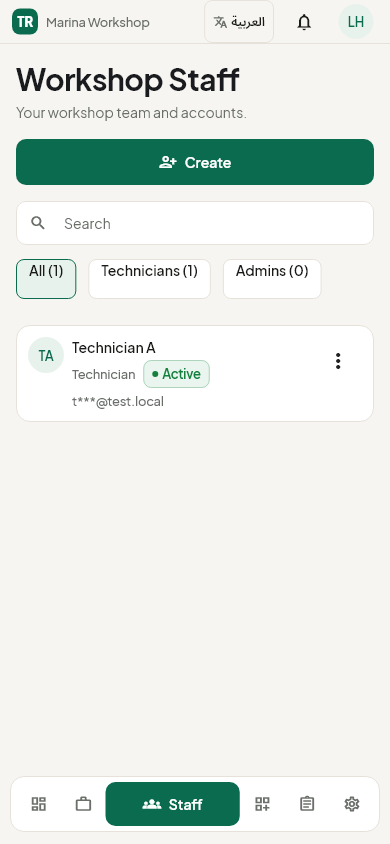 TR Marina Workshop العربية LH
Workshop Staff
Your workshop team and accounts.
Create
Search
All (1) Technicians (1) Admins (0)
TA Technician A
Technician Active
t***@test.local
Staff